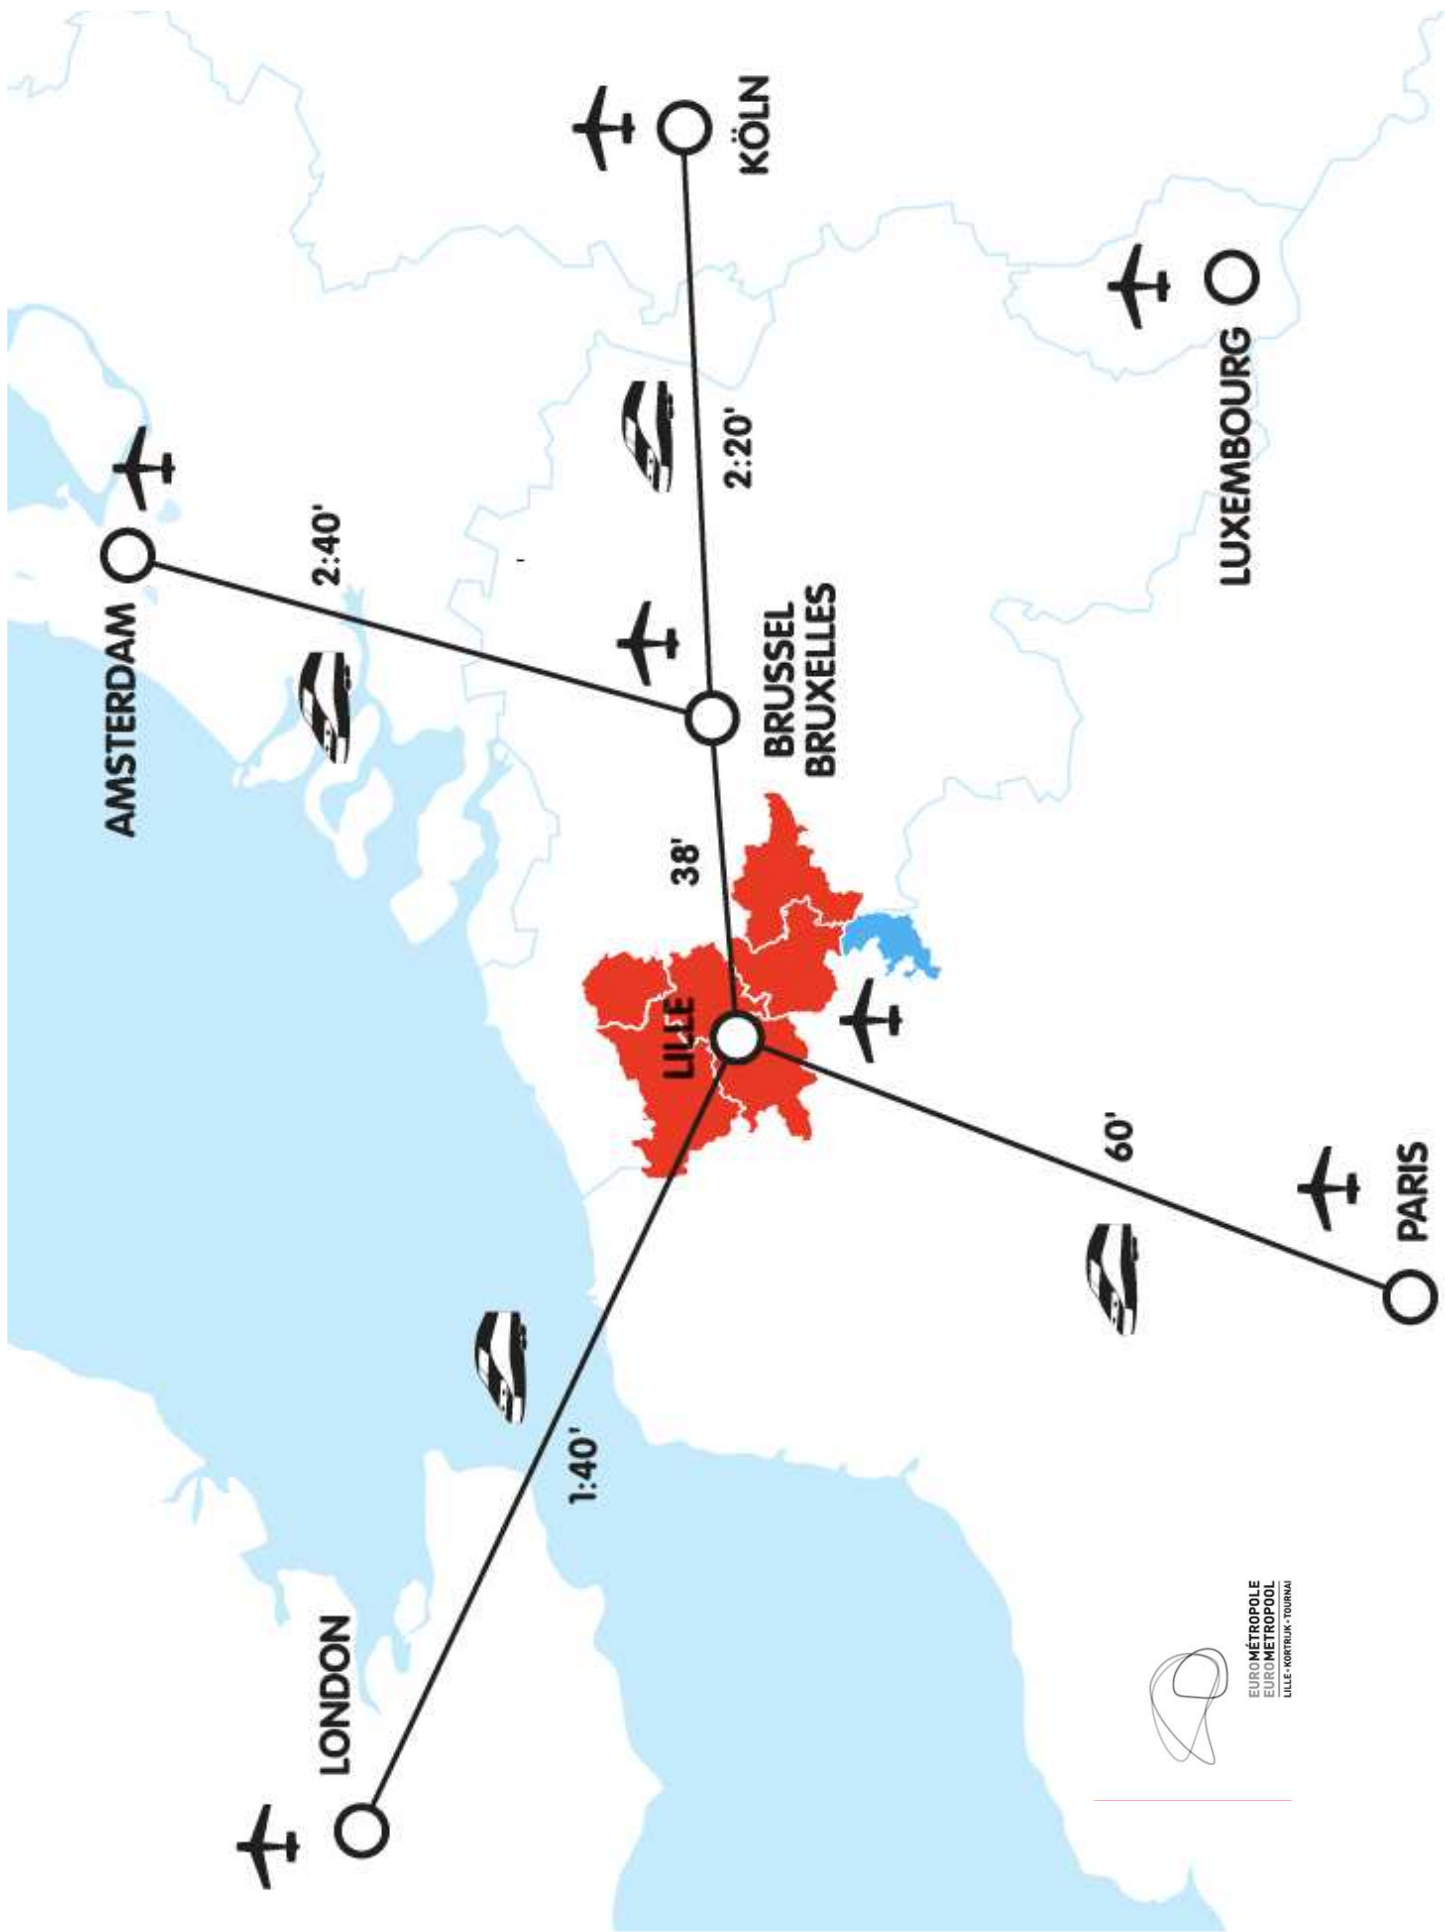 AMSTERDAM
2:40'
LONDON
KÖLN
2:20'
BRUSSEL
BRUXELLES
38'
LILLE
1:40'
60'
LUXEMBOURG
PARIS
EUROMÉTROPOLE
EUROMETROPOOL
LILLE-KORTRIJK-TOURNAI